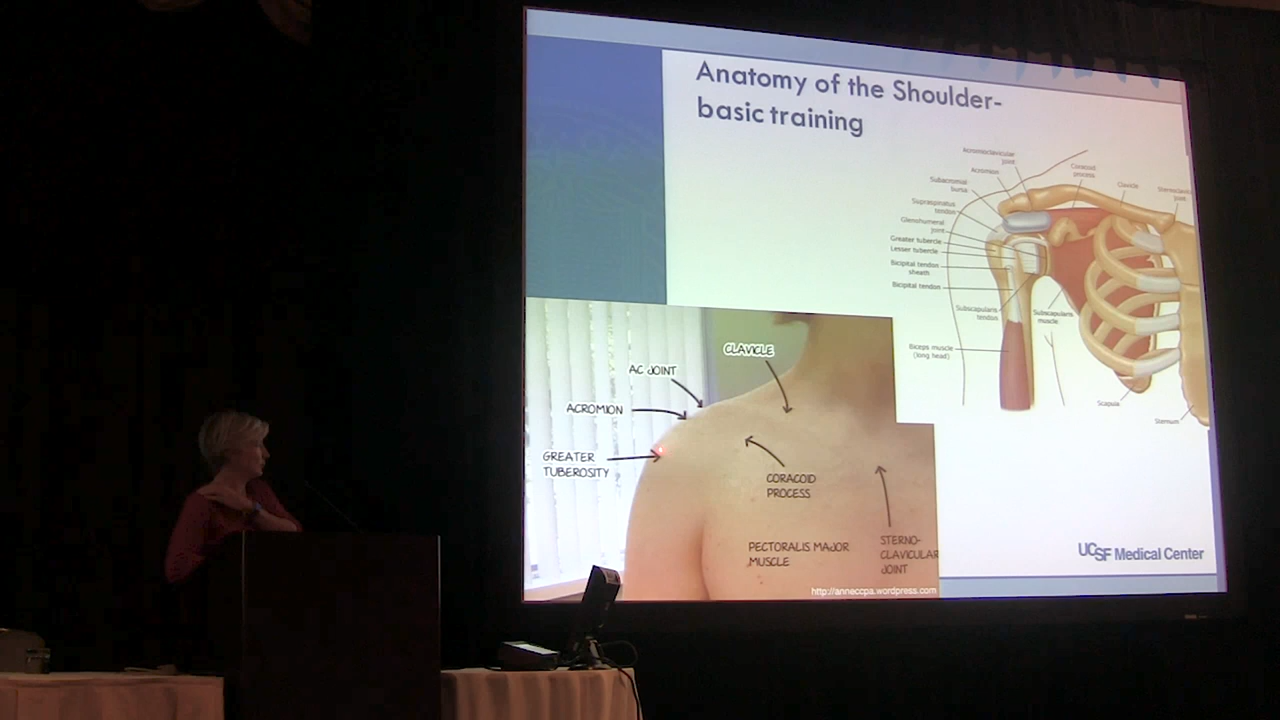 Anatomy of the Shoulder-
basic training
Acromioclavicular
joint
Acromion
Subacromial
bursa
Supraspinatus
tendon
Glenohumeral
joint
Greater tubercle
Lesser tubercle
Bicipital tendon
sheath
Bicipital tendon
Subscapularis
tendon
Biceps muscle
(long head)
Coracoid
process
Clavicle
joint
Subscapularis
muscle
Scapula
Sternum
CLAVICLE
AC JOINT
ACROMION
GREATER
TUBEROSITY
CORACOID
PROCESS
PECTORALIS MAJOR
MUSCLE
STERNO-
CLAVICULAR
JOINT
http://anneccpa.wordpress.com
UCSF Medical Center